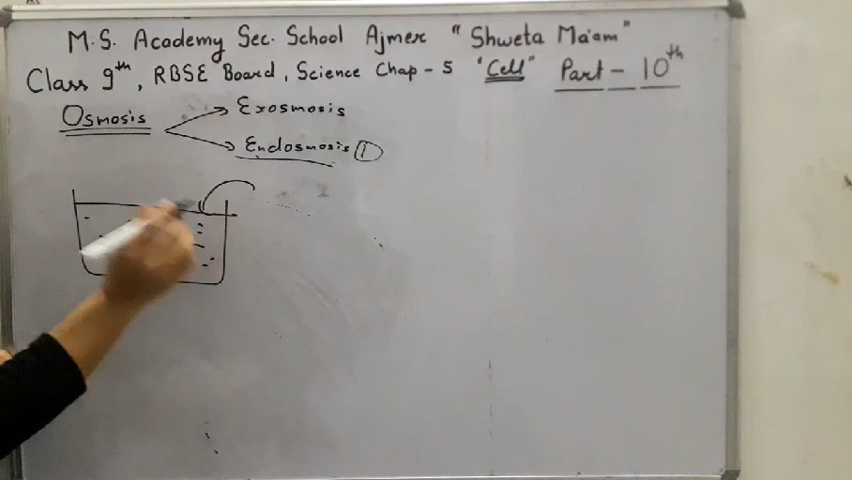 M.S. Academy Sec. School Ajmer "Shweta Ma'am"
Class 9th, RBSE Board, Science Chap - 5 "Cell" Part - 10th
Osmosis
Exosmosis
Endosmosis 1